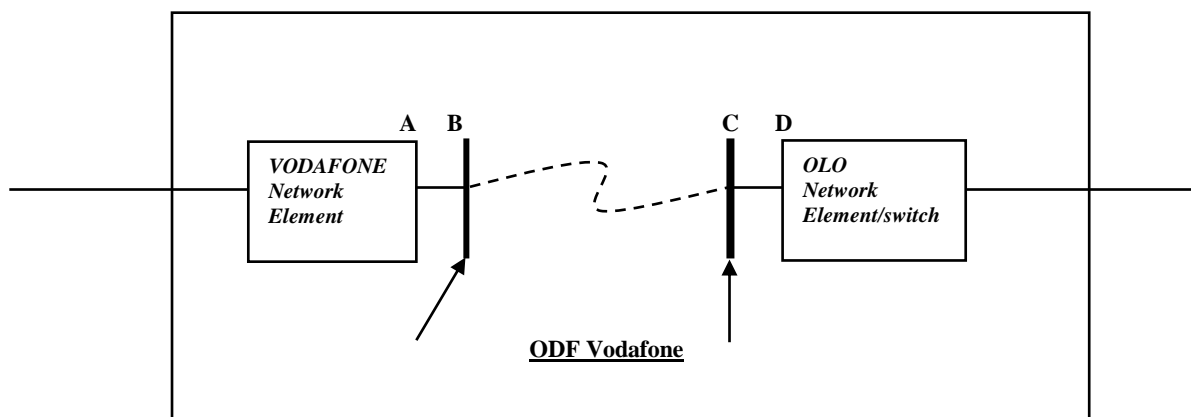 A B C D
VODAFONE
Network
Element
OLO
Network
Element/switch
ODF Vodafone